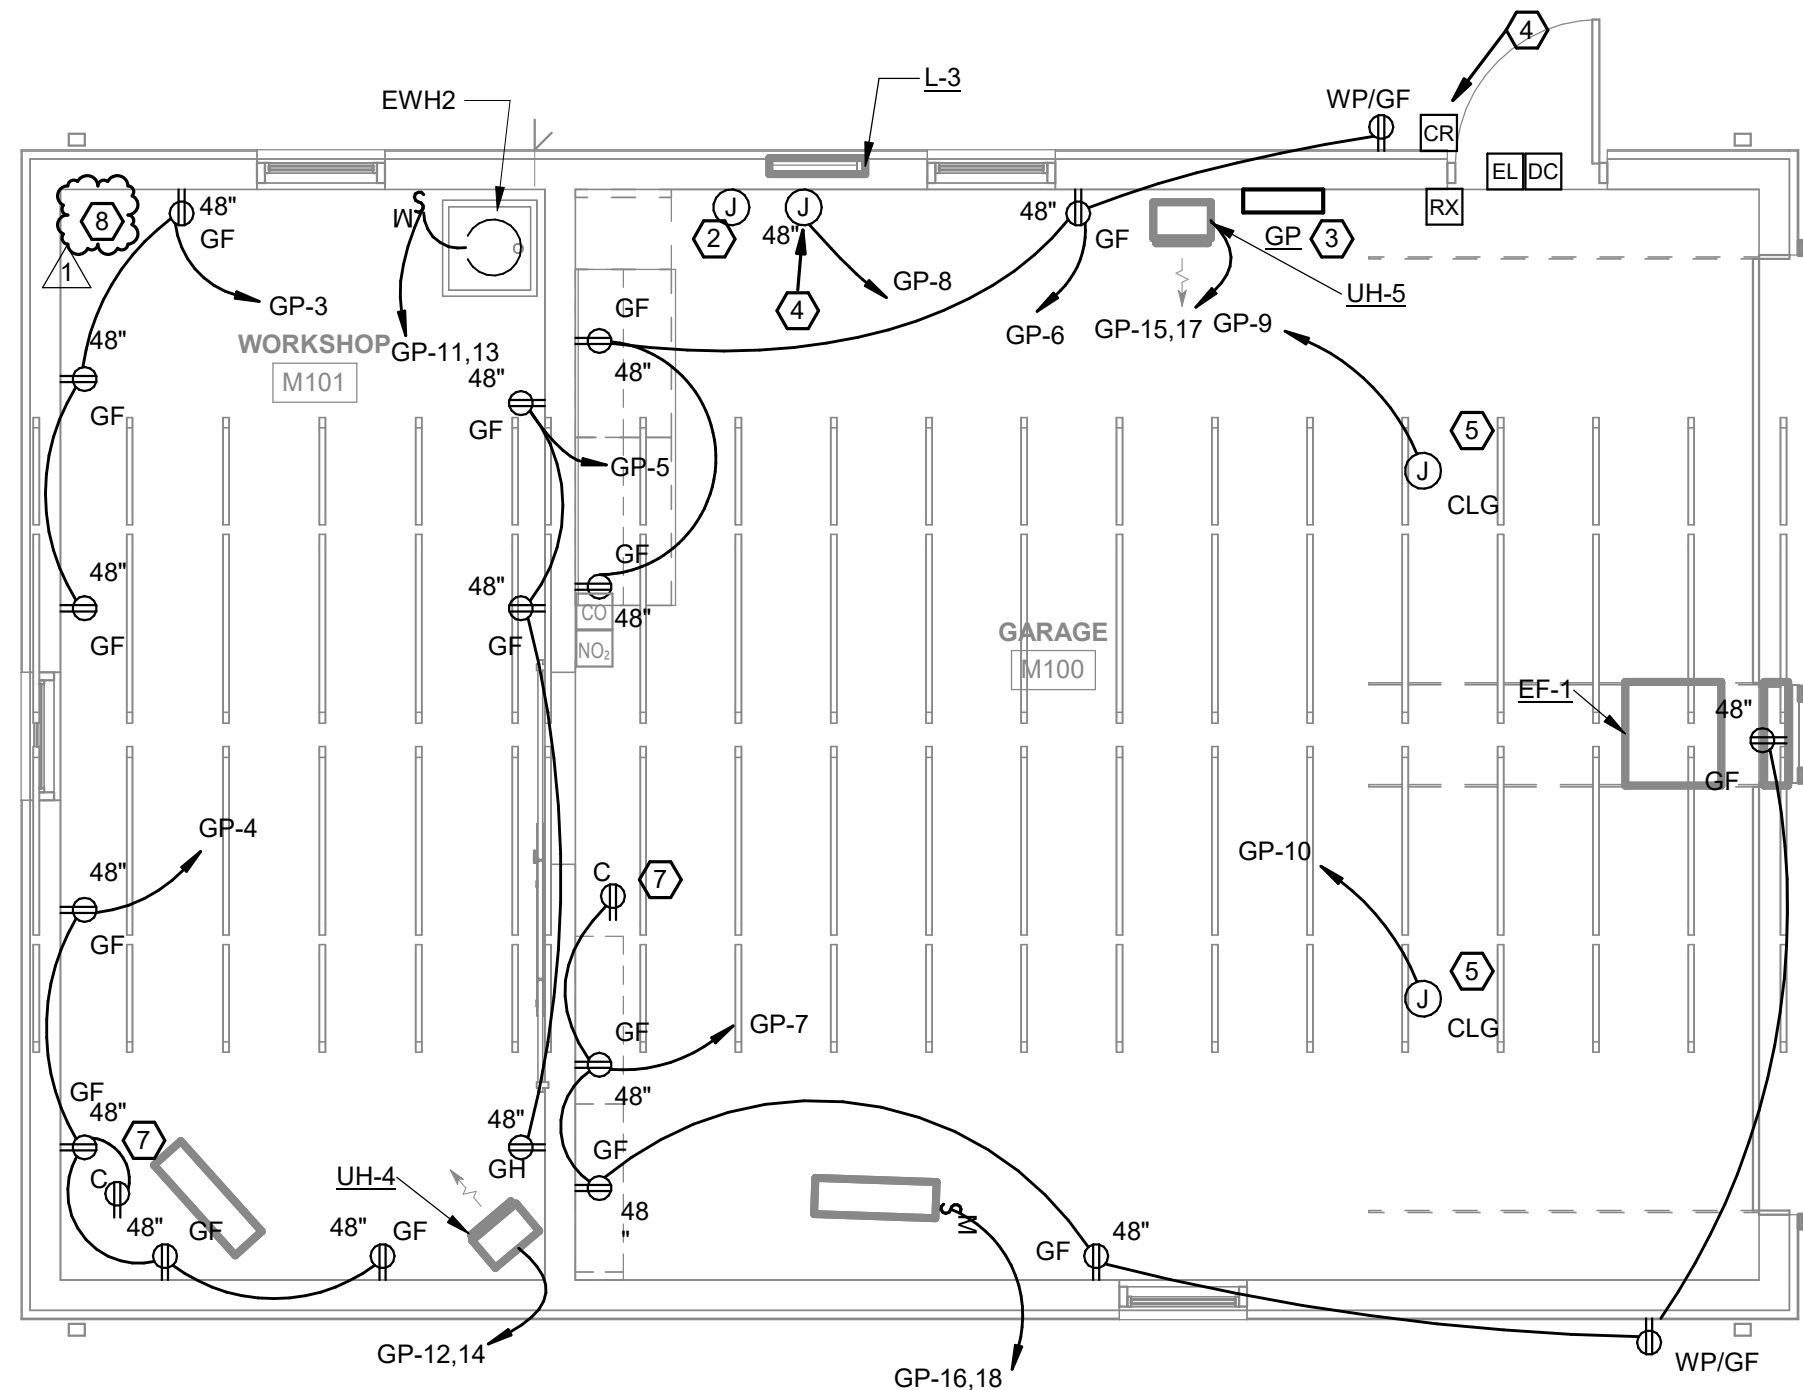 4
L-3
EWH2
WP/GF
CR
EL
DC
RX
8
1
48"
GF
S
M
J
J
2
48"
4
48"
GF
GP
3
UH-5
GP-3
GP-8
GP-6
GP-15,17
GP-9
WORKSHOP
M101
GP-11,13
48"
GF
48"
GF
GF
48"
GP-5
5
J
CLG
48"
GF
48"
GF
GF
48"
CO
NO₂
GARAGE
M100
EF-1
48"
GF
GP-4
48"
GF
C
7
GP-10
5
J
CLG
GF
48"
GP-7
GF
48"
7
C
48"
GF
48"
GF
48"
GH
UH-4
GF
48
"
S
M
GF
48"
GP-12,14
GP-16,18
WP/GF